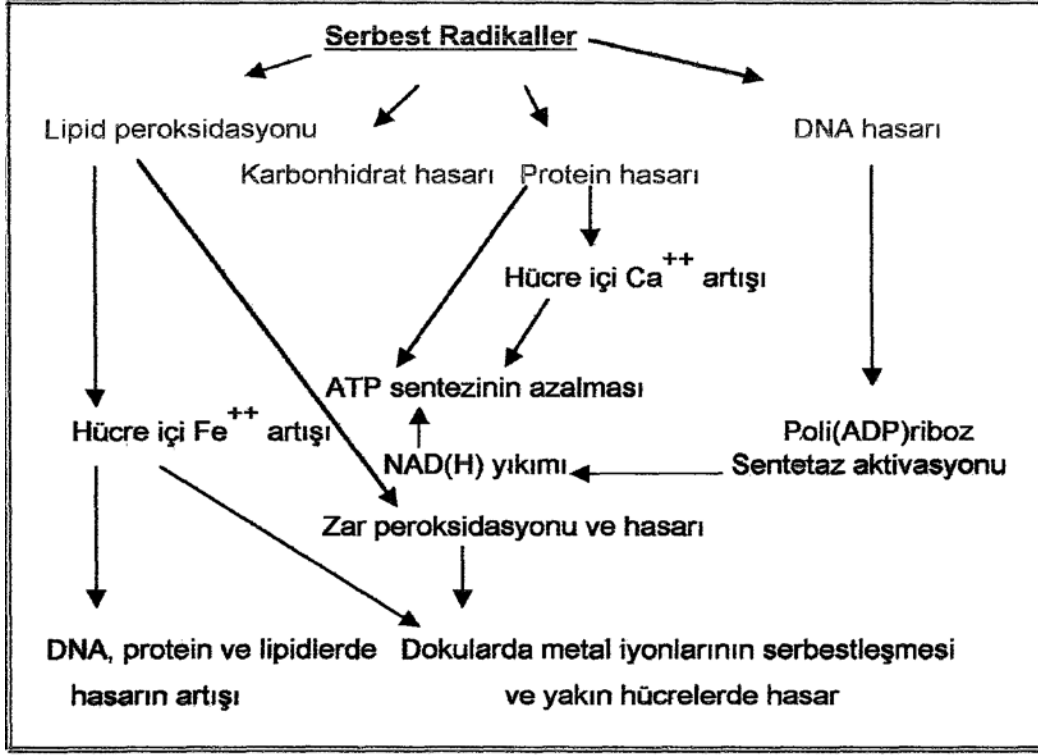 Serbest Radikaller
Lipid peroksidasyonu
DNA hasarı
Karbonhidrat hasarı
Protein hasarı
Hücre içi Ca++ artışı
ATP sentezinin azalması
Hücre içi Fe++ artışı
Poli(ADP)riboz
Sentetaz aktivasyonu
NAD(H) yıkımı
Zar peroksidasyonu ve hasarı
DNA, protein ve lipidlerde
hasarın artışı
Dokularda metal iyonlarının serbestleşmesi
ve yakın hücrelerde hasar